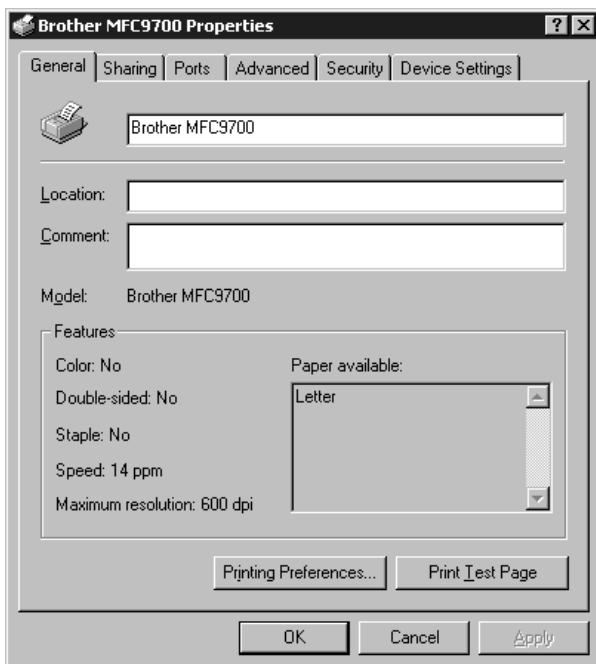 Brother MFC9700 Properties
General Sharing Ports Advanced Security Device Settings
Brother MFC9700
Location:
Comment:
Model: Brother MFC9700
Features
Color: No
Paper available:
Double-sided: No
Letter
Staple: No
Speed: 14 ppm
Maximum resolution: 600 dpi
Printing Preferences... Print Test Page
OK Cancel Apply